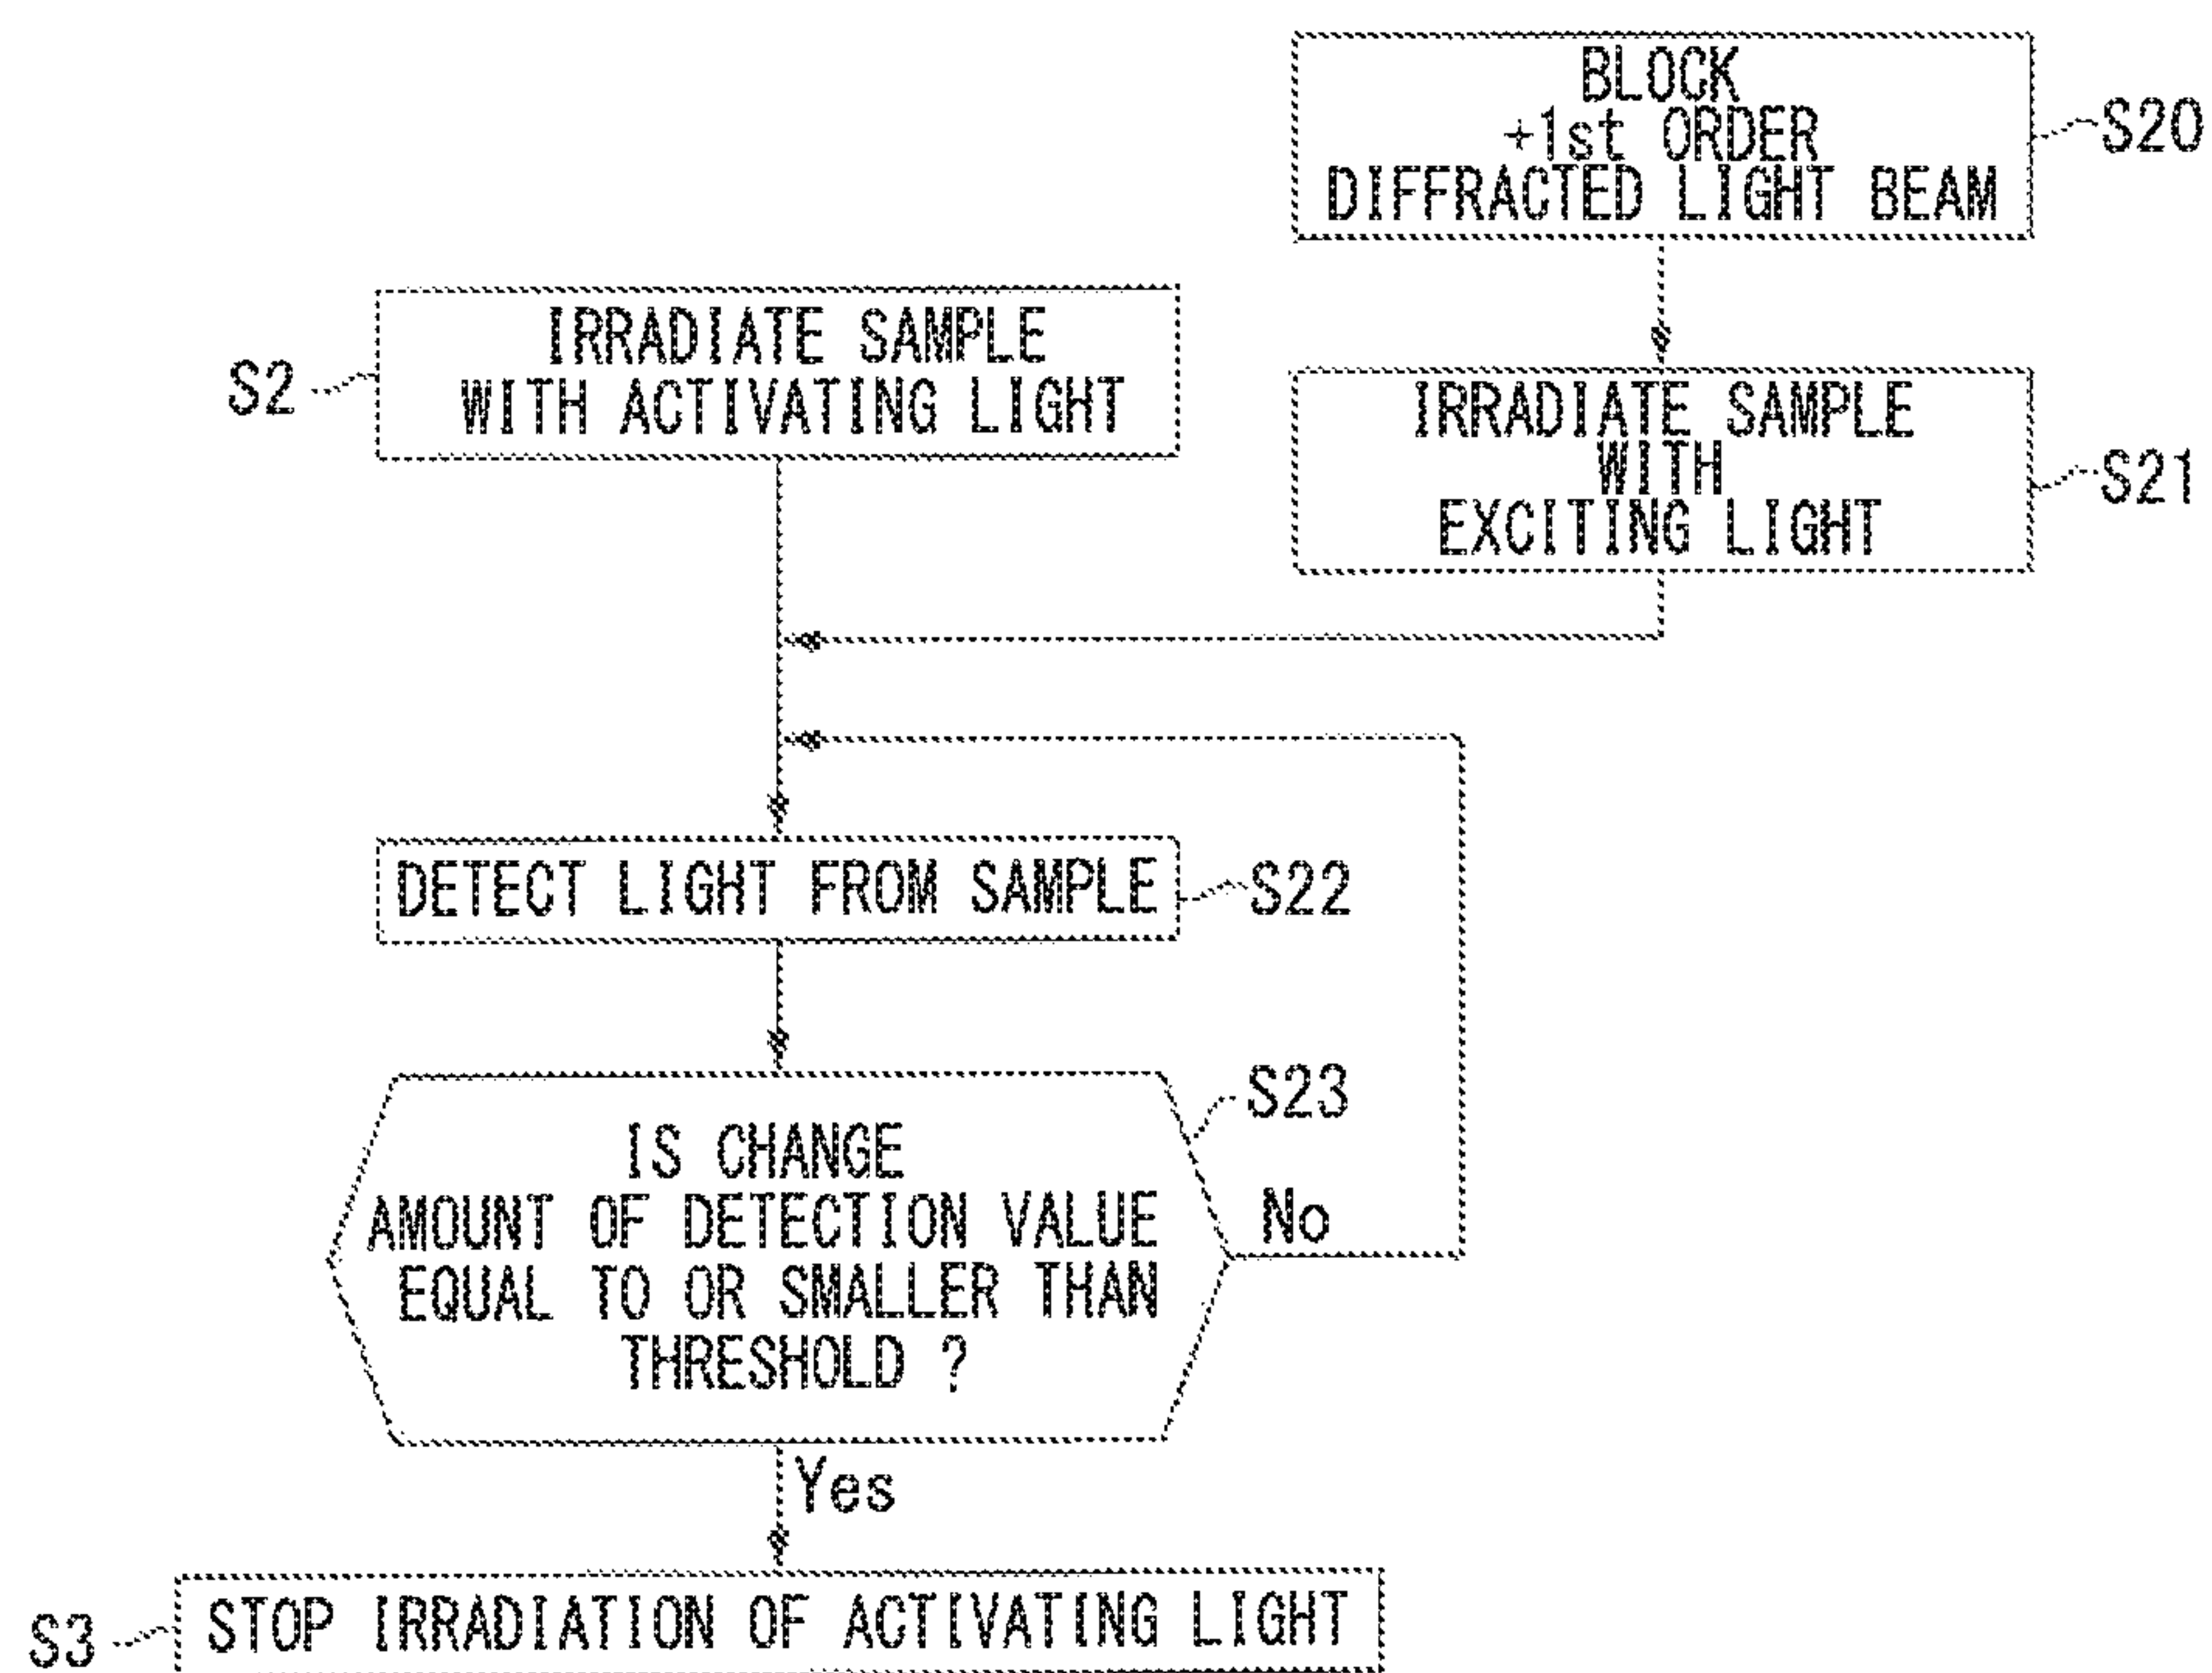 BLOCK
+1st ORDER
DIFFRACTED LIGHT BEAM
S20
IRRADIATE SAMPLE
WITH ACTIVATING LIGHT
S2
IRRADIATE SAMPLE
WITH
EXCITING LIGHT
S21
DETECT LIGHT FROM SAMPLE
S22
S23
IS CHANGE
AMOUNT OF DETECTION VALUE
EQUAL TO OR SMALLER THAN
THRESHOLD ?
No
Yes
S3
STOP IRRADIATION OF ACTIVATING LIGHT